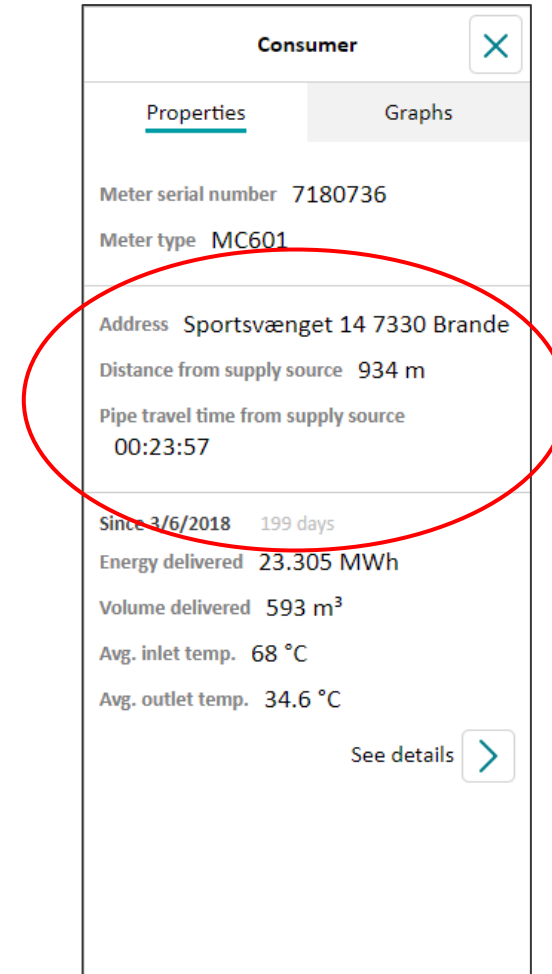 Consumer
Properties Graphs
Meter serial number 7180736
Meter type MC601
Address Sportsvænget 14 7330 Brande
Distance from supply source 934 m
Pipe travel time from supply source
00:23:57
Since 3/6/2018 199 days
Energy delivered 23.305 MWh
Volume delivered 593 m³
Avg. inlet temp. 68 °C
Avg. outlet temp. 34.6 °C
See details